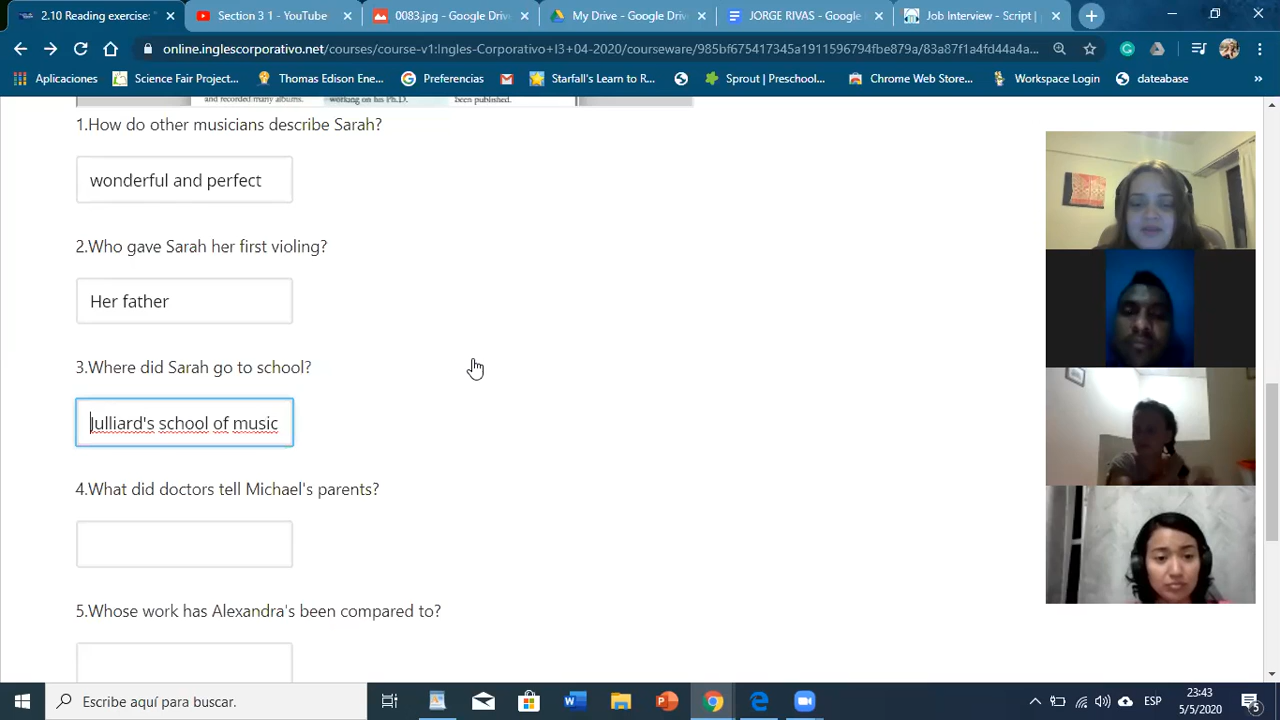 2.10 Reading exercise:
Section 3 1 - YouTube
0083.jpg - Google Driv
My Drive - Google Driv
JORGE RIVAS - Google
Job Interview - Script |
online.inglescorporativo.net/courses/course-v1:Ingles-Corporativo+I3+04-2020/courseware/985bf675417345a1911596794fbe879a/83a87f1a4fd44a4a...
Aplicaciones
Science Fair Project...
Thomas Edison Ene...
Preferencias
Starfall's Learn to R...
Sprout | Preschool...
Chrome Web Store...
Workspace Login
dateabase
and recorded many albums.
working on his Ph.D.
been published.
1.How do other musicians describe Sarah?
wonderful and perfect
2.Who gave Sarah her first violing?
Her father
3.Where did Sarah go to school?
Julliard's school of music
4.What did doctors tell Michael's parents?
5.Whose work has Alexandra's been compared to?
Escribe aquí para buscar.
ESP
23:43
5/5/2020
5